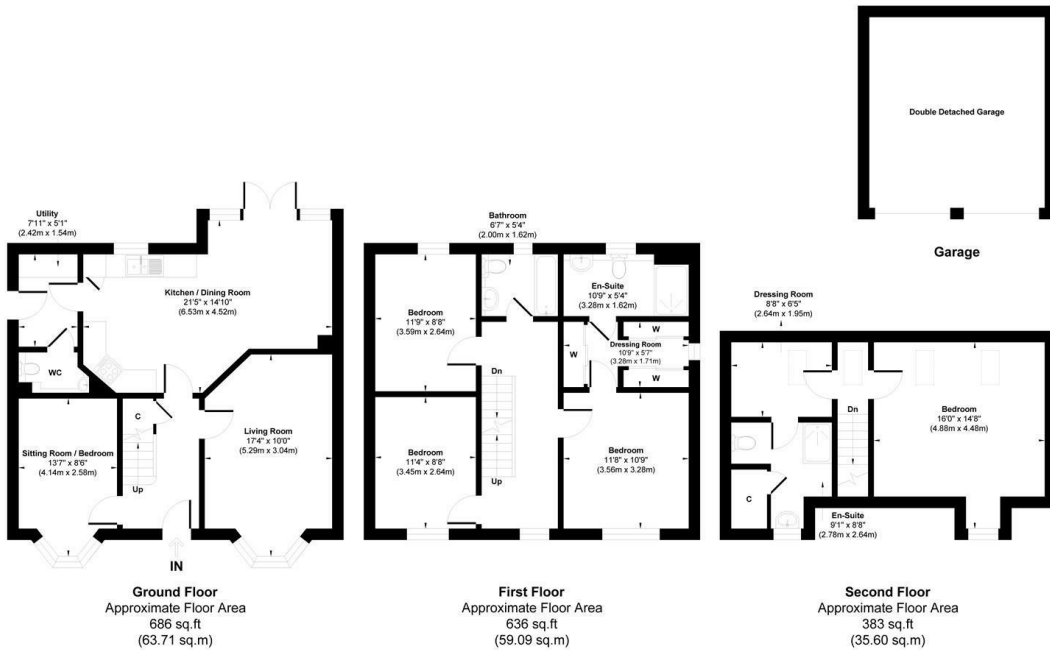 Double Detached Garage
Garage
Utility
7'11" x 5'1"
(2.42m x 1.54m)
Kitchen / Dining Room
21'5" x 14'10"
(6.53m x 4.52m)
WC
C
Sitting Room / Bedroom
13'7" x 8'6"
(4.14m x 2.58m)
Living Room
17'4" x 10'0"
(5.29m x 3.04m)
Up
IN
Ground Floor
Approximate Floor Area
686 sq.ft
(63.71 sq.m)
Bathroom
6'7" x 5'4"
(2.00m x 1.62m)
En-Suite
10'9" x 5'4"
(3.28m x 1.62m)
Bedroom
11'9" x 8'8"
(3.59m x 2.64m)
W
W
Dressing Room
10'9" x 5'7"
(3.28m x 1.71m)
W
Dn
Bedroom
11'4" x 8'8"
(3.45m x 2.64m)
Bedroom
11'8" x 10'9"
(3.56m x 3.28m)
Up
First Floor
Approximate Floor Area
636 sq.ft
(59.09 sq.m)
Dressing Room
8'8" x 6'5"
(2.64m x 1.95m)
Dn
Bedroom
16'0" x 14'8"
(4.88m x 4.48m)
C
En-Suite
9'1" x 8'8"
(2.78m x 2.64m)
Second Floor
Approximate Floor Area
383 sq.ft
(35.60 sq.m)